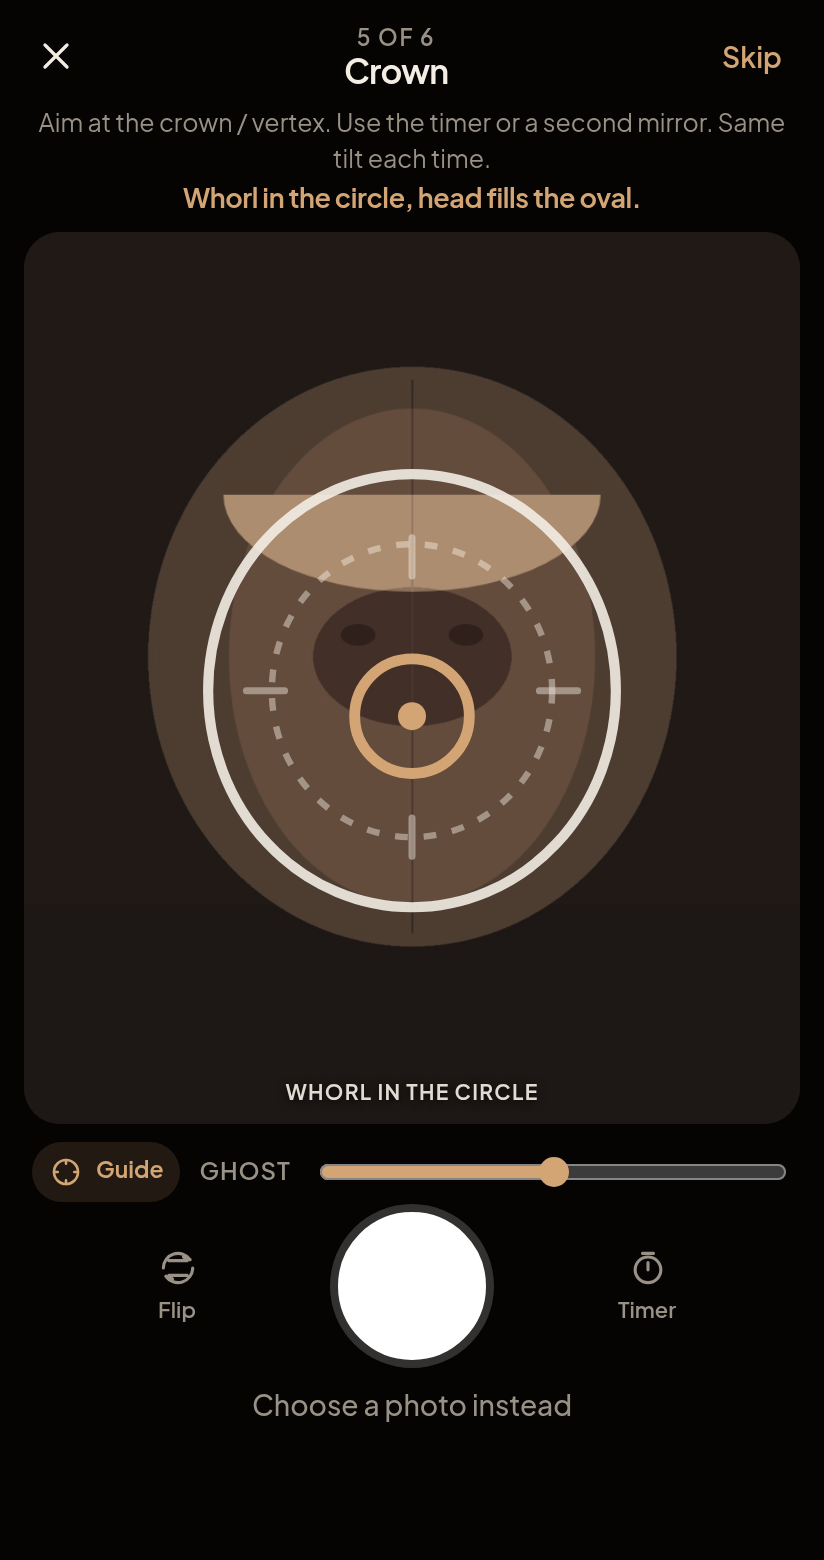 5 OF 6
Crown
Skip
Aim at the crown / vertex. Use the timer or a second mirror. Same
tilt each time.
Whorl in the circle, head fills the oval.
WHORL IN THE CIRCLE
Guide
GHOST
Flip
Timer
Choose a photo instead